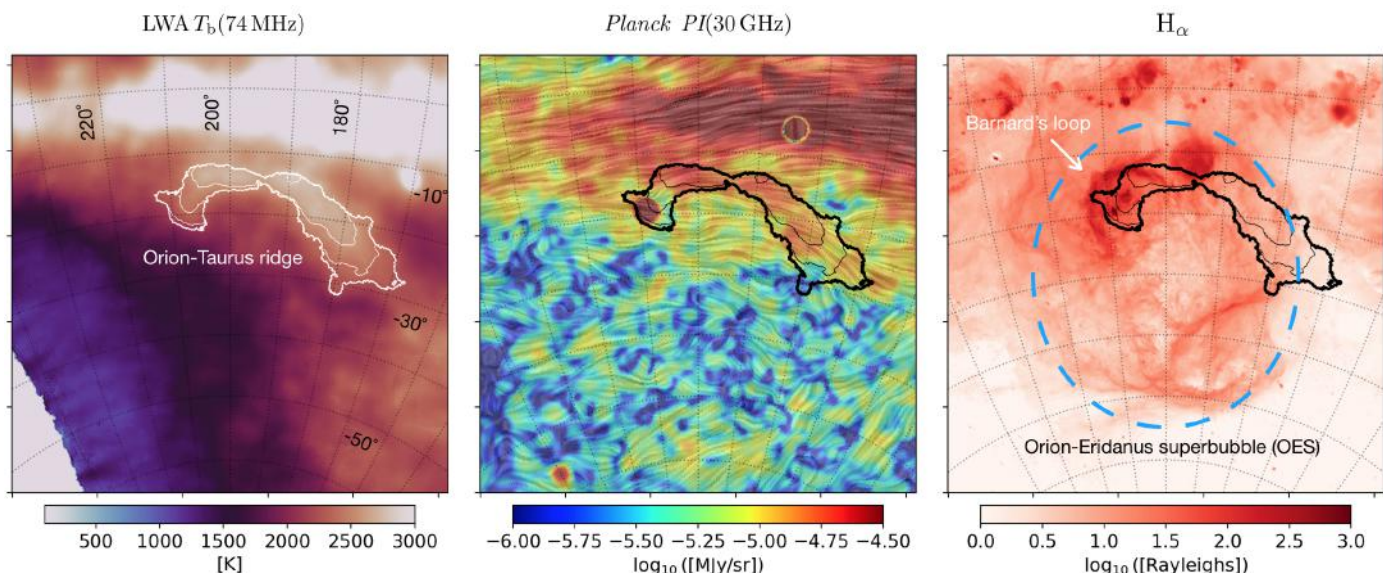 LWA T_b(74 MHz)
220°
200°
180°
-10°
-30°
-50°
Orion-Taurus ridge
500 1000 1500 2000 2500 3000
[K]
Planck PI(30 GHz)
−6.00 −5.75 −5.50 −5.25 −5.00 −4.75 −4.50
log₁₀ ([MJy/sr])
H_α
Barnard's loop
Orion-Eridanus superbubble (OES)
0.0 0.5 1.0 1.5 2.0 2.5 3.0
log₁₀ ([Rayleighs])